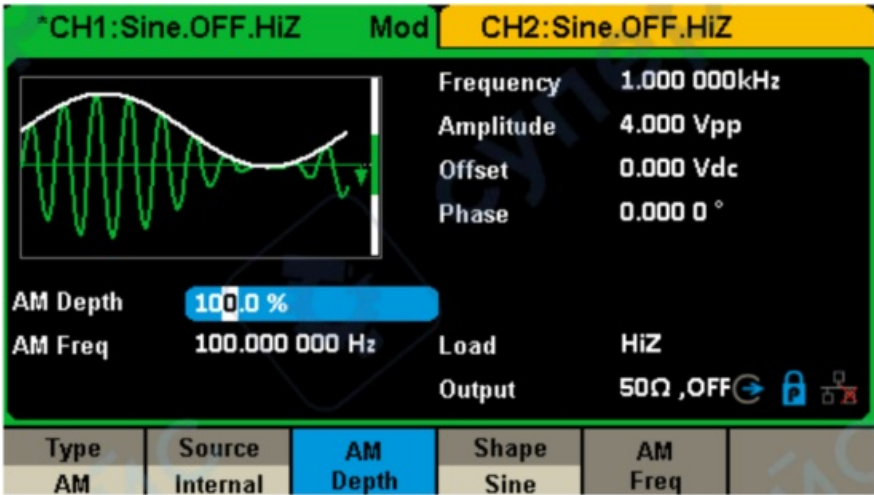 *CH1:Sine.OFF.HiZ Mod
CH2:Sine.OFF.HiZ
Frequency 1.000 000kHz
Amplitude 4.000 Vpp
Offset 0.000 Vdc
Phase 0.000 0 °
AM Depth 100.0 %
AM Freq 100.000 000 Hz
Load HiZ
Output 50Ω ,OFF P
Type AM
Source Internal
AM Depth
Shape Sine
AM Freq